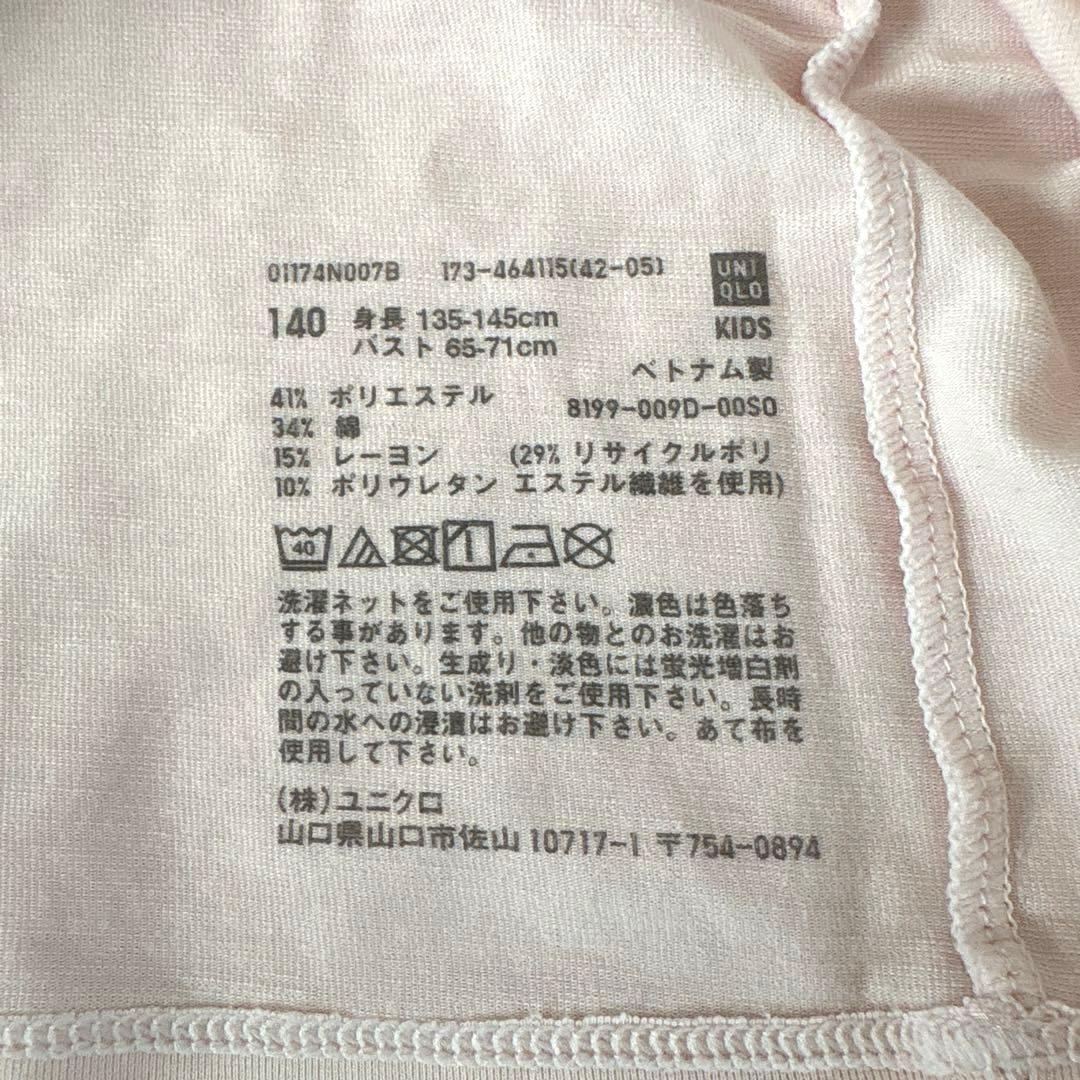 01174N007B 173-464115(42-05)
UNI
QLO
KIDS
140 身長 135-145cm
バスト 65-71cm
ベトナム製
8199-009D-00S0
41% ポリエステル
34% 綿
15% レーヨン (29% リサイクルポリ
10% ポリウレタン エステル繊維を使用)
40
洗濯ネットをご使用下さい。濃色は色落ち
する事があります。他の物とのお洗濯はお
避け下さい。生成り・淡色には蛍光増白剤
の入っていない洗剤をご使用下さい。長時
間の水への浸漬はお避け下さい。あて布を
使用して下さい。
(株)ユニクロ
山口県山口市佐山 10717-1 〒754-0894